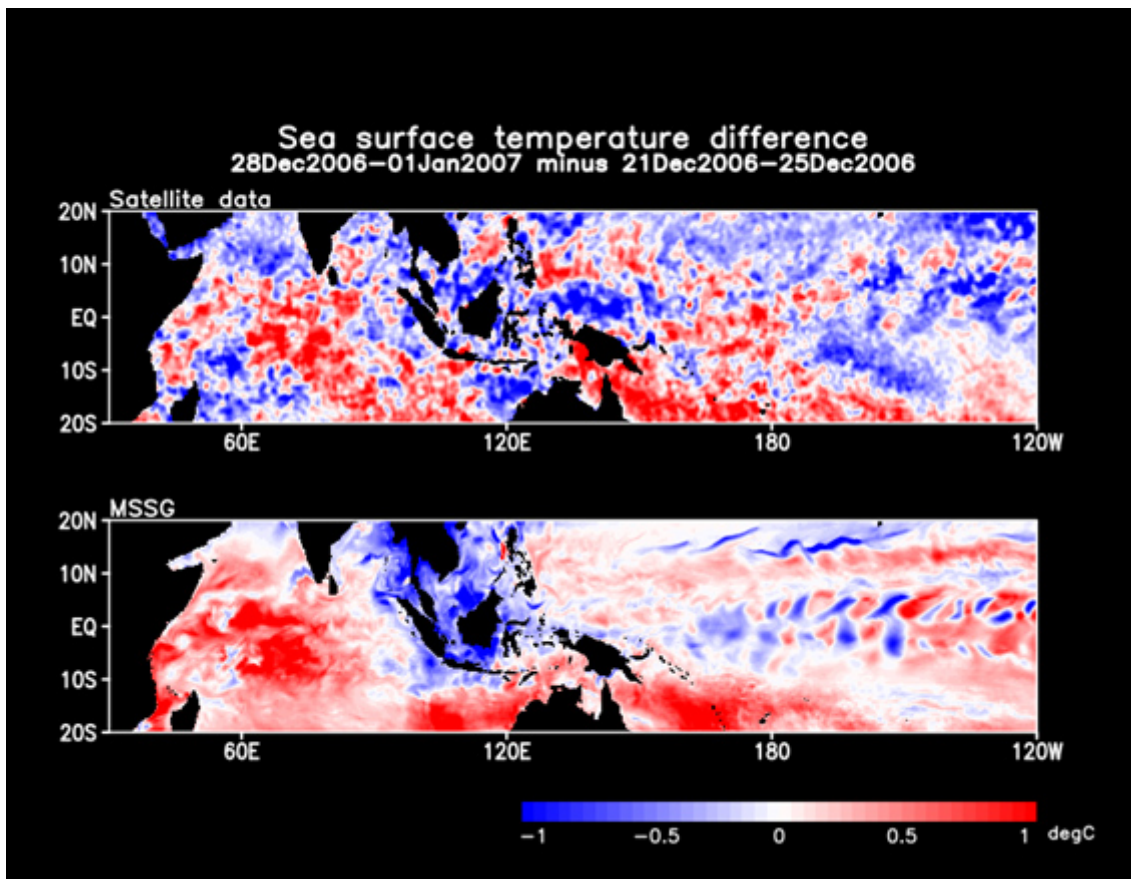 Sea surface temperature difference
28Dec2006-01Jan2007 minus 21Dec2006-25Dec2006
Satellite data
20N
10N
EQ
10S
20S
60E 120E 180 120W
MSSG
20N
10N
EQ
10S
20S
60E 120E 180 120W
-1 -0.5 0 0.5 1 degC